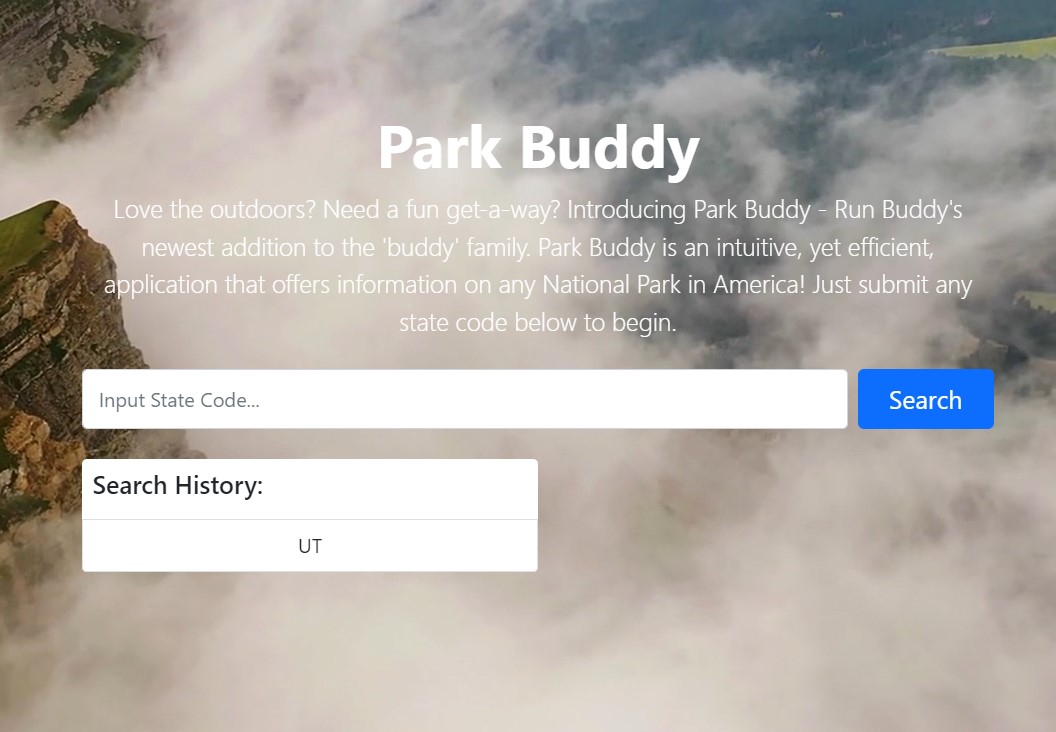 Park Buddy
Love the outdoors? Need a fun get-a-way? Introducing Park Buddy - Run Buddy's
newest addition to the 'buddy' family. Park Buddy is an intuitive, yet efficient,
application that offers information on any National Park in America! Just submit any
state code below to begin.
Input State Code...
Search
Search History:
UT